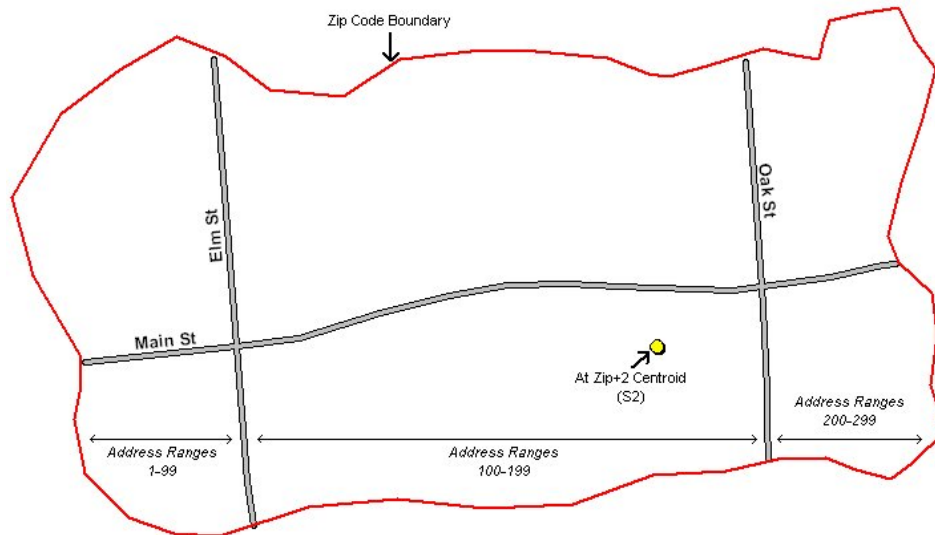 Zip Code Boundary
Elm St
Oak St
Main St
At Zip+2 Centroid
(S2)
Address Ranges
1-99
Address Ranges
100-199
Address Ranges
200-299